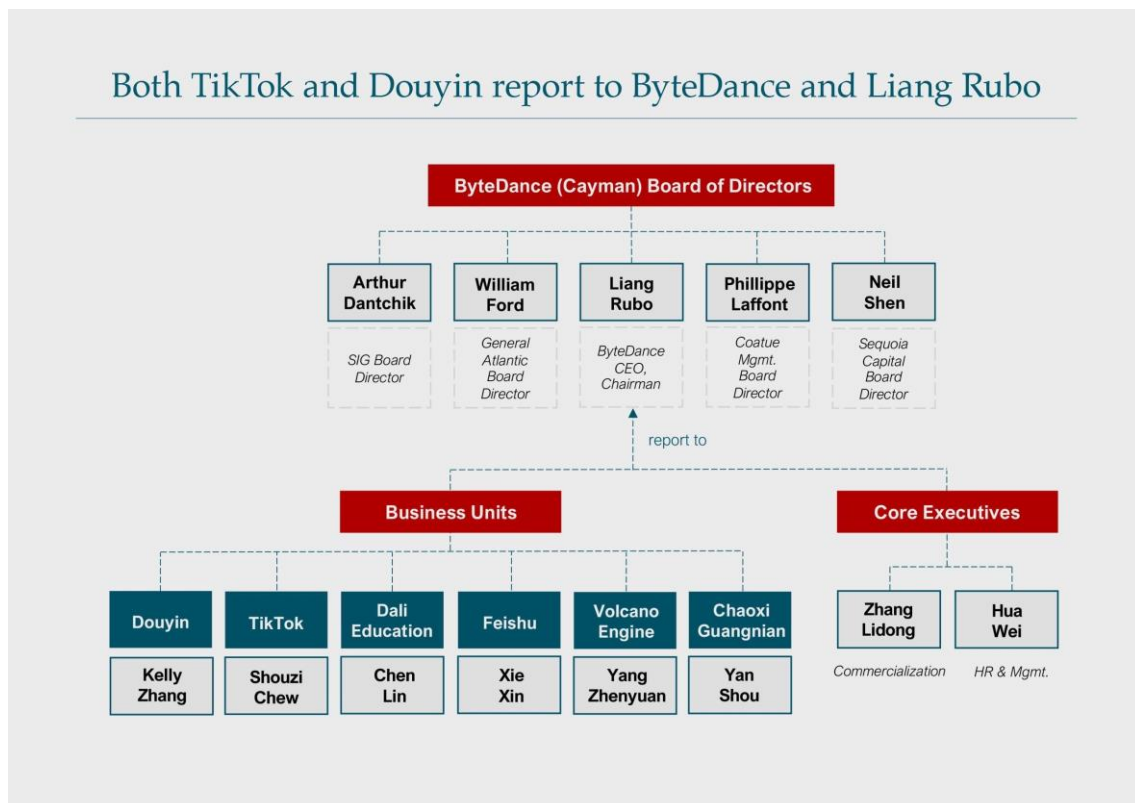 Both TikTok and Douyin report to ByteDance and Liang Rubo
ByteDance (Cayman) Board of Directors
Arthur
Dantchik
William
Ford
Liang
Rubo
Phillippe
Laffont
Neil
Shen
SIG Board
Director
General
Atlantic
Board
Director
ByteDance
CEO,
Chairman
Coatue
Mgmt.
Board
Director
Sequoia
Capital
Board
Director
report to
Business Units
Core Executives
Douyin
TikTok
Dali
Education
Feishu
Volcano
Engine
Chaoxi
Guangnian
Kelly
Zhang
Shouzi
Chew
Chen
Lin
Xie
Xin
Yang
Zhenyuan
Yan
Shou
Zhang
Lidong
Hua
Wei
Commercialization
HR & Mgmt.